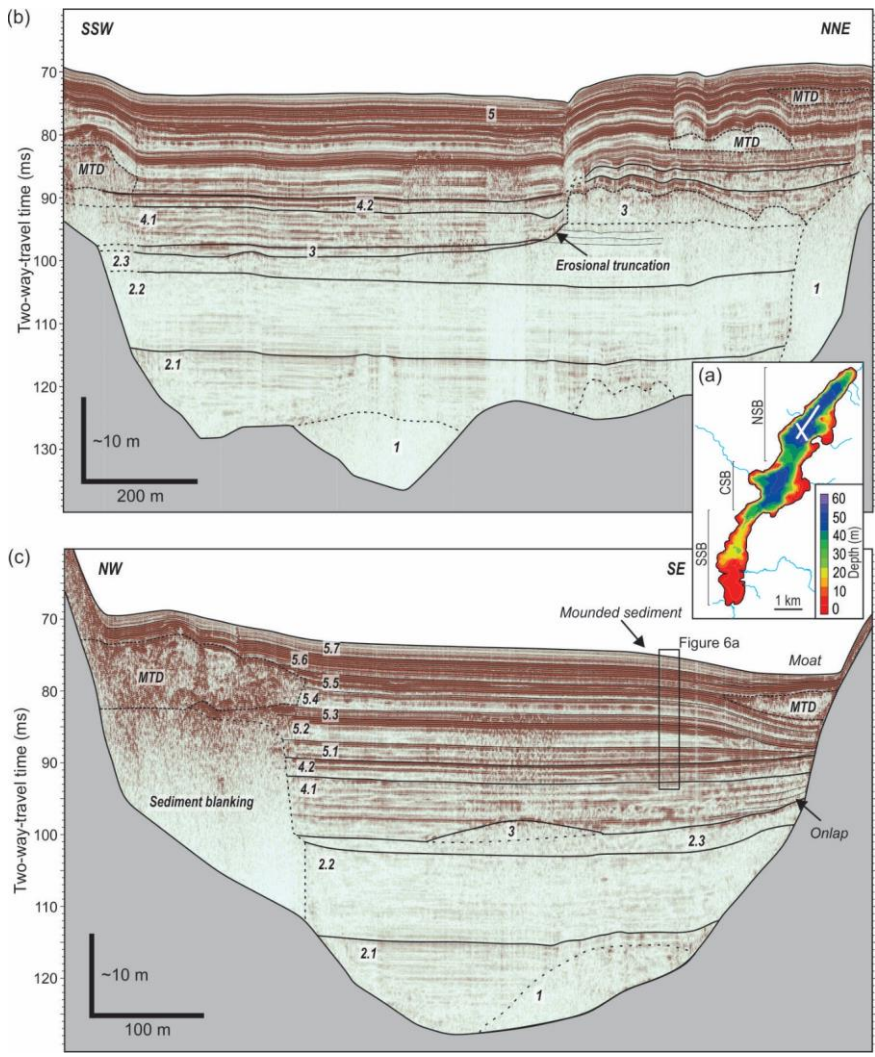 (b)
SSW
NNE
Two-way-travel time (ms)
70
80
90
100
110
120
130
5
MTD
MTD
MTD
4.2
4.1
3
3
Erosional truncation
2.3
2.2
1
2.1
1
~10 m
200 m
(a)
NSB
CSB
SSB
60
50
40
30
20
10
0
Depth (m)
1 km
(c)
NW
SE
Two-way-travel time (ms)
70
80
90
100
110
120
Mounded sediment
Figure 6a
Moat
5.7
5.6
5.5
MTD
MTD
5.4
5.3
5.2
5.1
4.2
4.1
Sediment blanking
3
2.3
Onlap
2.2
2.1
1
~10 m
100 m